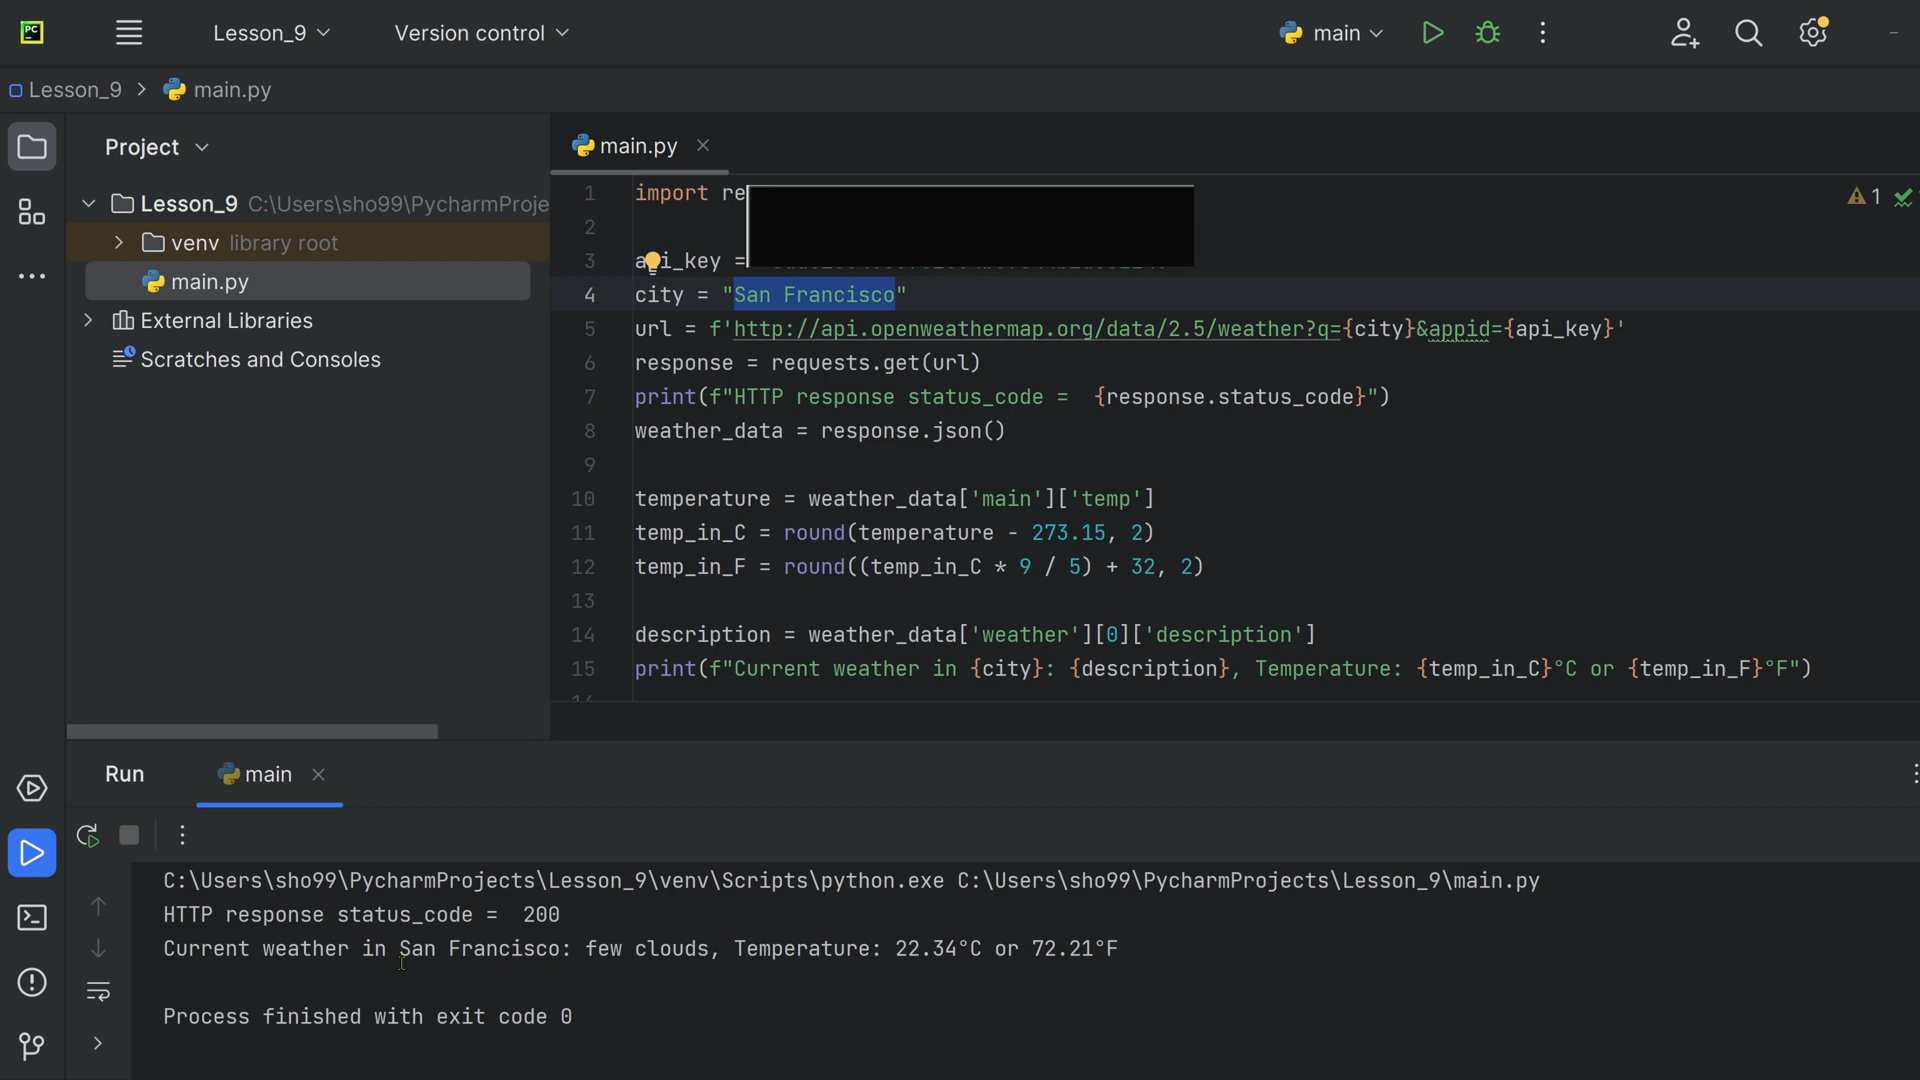 PC
Lesson_9
Version control
main
Lesson_9 > main.py
Project
Lesson_9 C:\Users\sho99\PycharmProje
venv library root
main.py
External Libraries
Scratches and Consoles
main.py
1 import re
2
3 api_key =
4 city = "San Francisco"
5 url = f'http://api.openweathermap.org/data/2.5/weather?q={city}&appid={api_key}'
6 response = requests.get(url)
7 print(f"HTTP response status_code =  {response.status_code}")
8 weather_data = response.json()
9
10 temperature = weather_data['main']['temp']
11 temp_in_C = round(temperature - 273.15, 2)
12 temp_in_F = round((temp_in_C * 9 / 5) + 32, 2)
13
14 description = weather_data['weather'][0]['description']
15 print(f"Current weather in {city}: {description}, Temperature: {temp_in_C}°C or {temp_in_F}°F")
1
Run
main
C:\Users\sho99\PycharmProjects\Lesson_9\venv\Scripts\python.exe C:\Users\sho99\PycharmProjects\Lesson_9\main.py
HTTP response status_code =  200
Current weather in San Francisco: few clouds, Temperature: 22.34°C or 72.21°F
Process finished with exit code 0